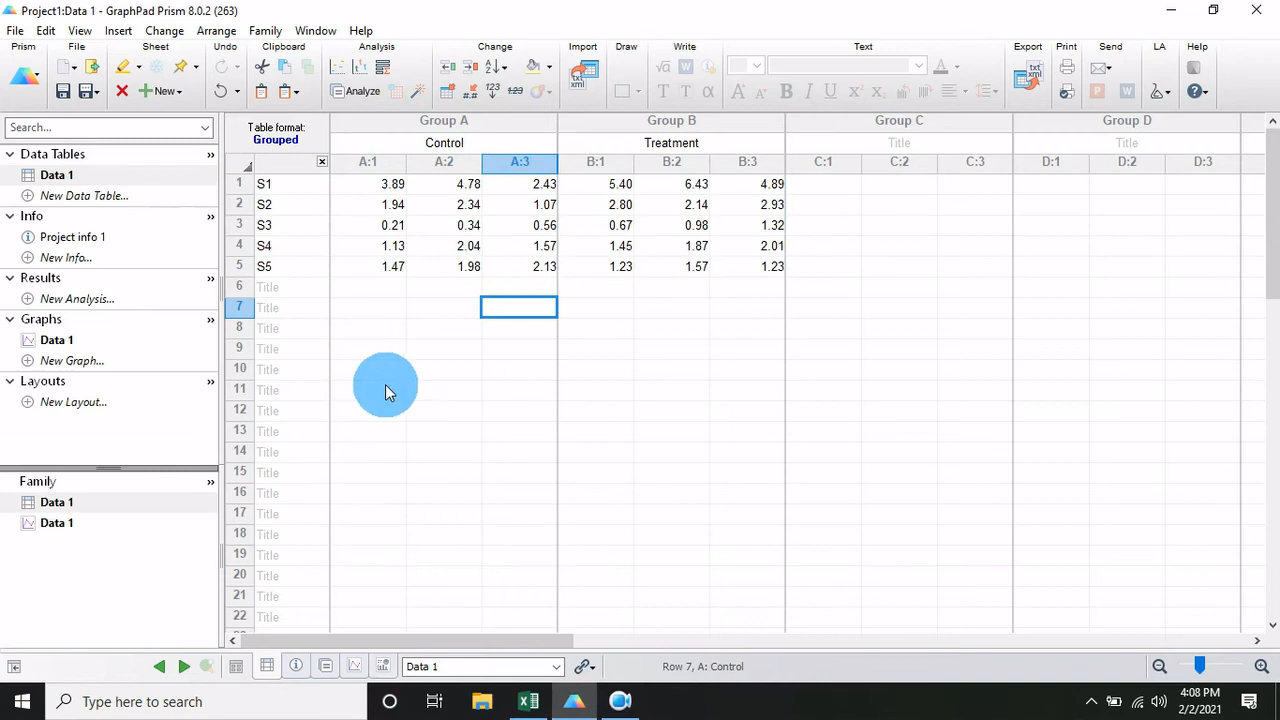 Project1:Data 1 - GraphPad Prism 8.0.2 (263)
File Edit View Insert Change Arrange Family Window Help
Prism File Sheet Undo Clipboard Analysis Change Import Draw Write Text Export Print Send LA Help
New Analyze
Search...
Data Tables
Data 1
New Data Table...
Info
Project info 1
New Info...
Results
New Analysis...
Graphs
Data 1
New Graph...
Layouts
New Layout...
Family
Data 1
Data 1
Table format:
Grouped
Group A Group B Group C Group D
Control Treatment Title Title
A:1 A:2 A:3 B:1 B:2 B:3 C:1 C:2 C:3 D:1 D:2 D:3
1 S1 3.89 4.78 2.43 5.40 6.43 4.89
2 S2 1.94 2.34 1.07 2.80 2.14 2.93
3 S3 0.21 0.34 0.56 0.67 0.98 1.32
4 S4 1.13 2.04 1.57 1.45 1.87 2.01
5 S5 1.47 1.98 2.13 1.23 1.57 1.23
6 Title
7 Title
8 Title
9 Title
10 Title
11 Title
12 Title
13 Title
14 Title
15 Title
16 Title
17 Title
18 Title
19 Title
20 Title
21 Title
22 Title
Data 1
Row 7, A: Control
Type here to search
4:08 PM
2/2/2021